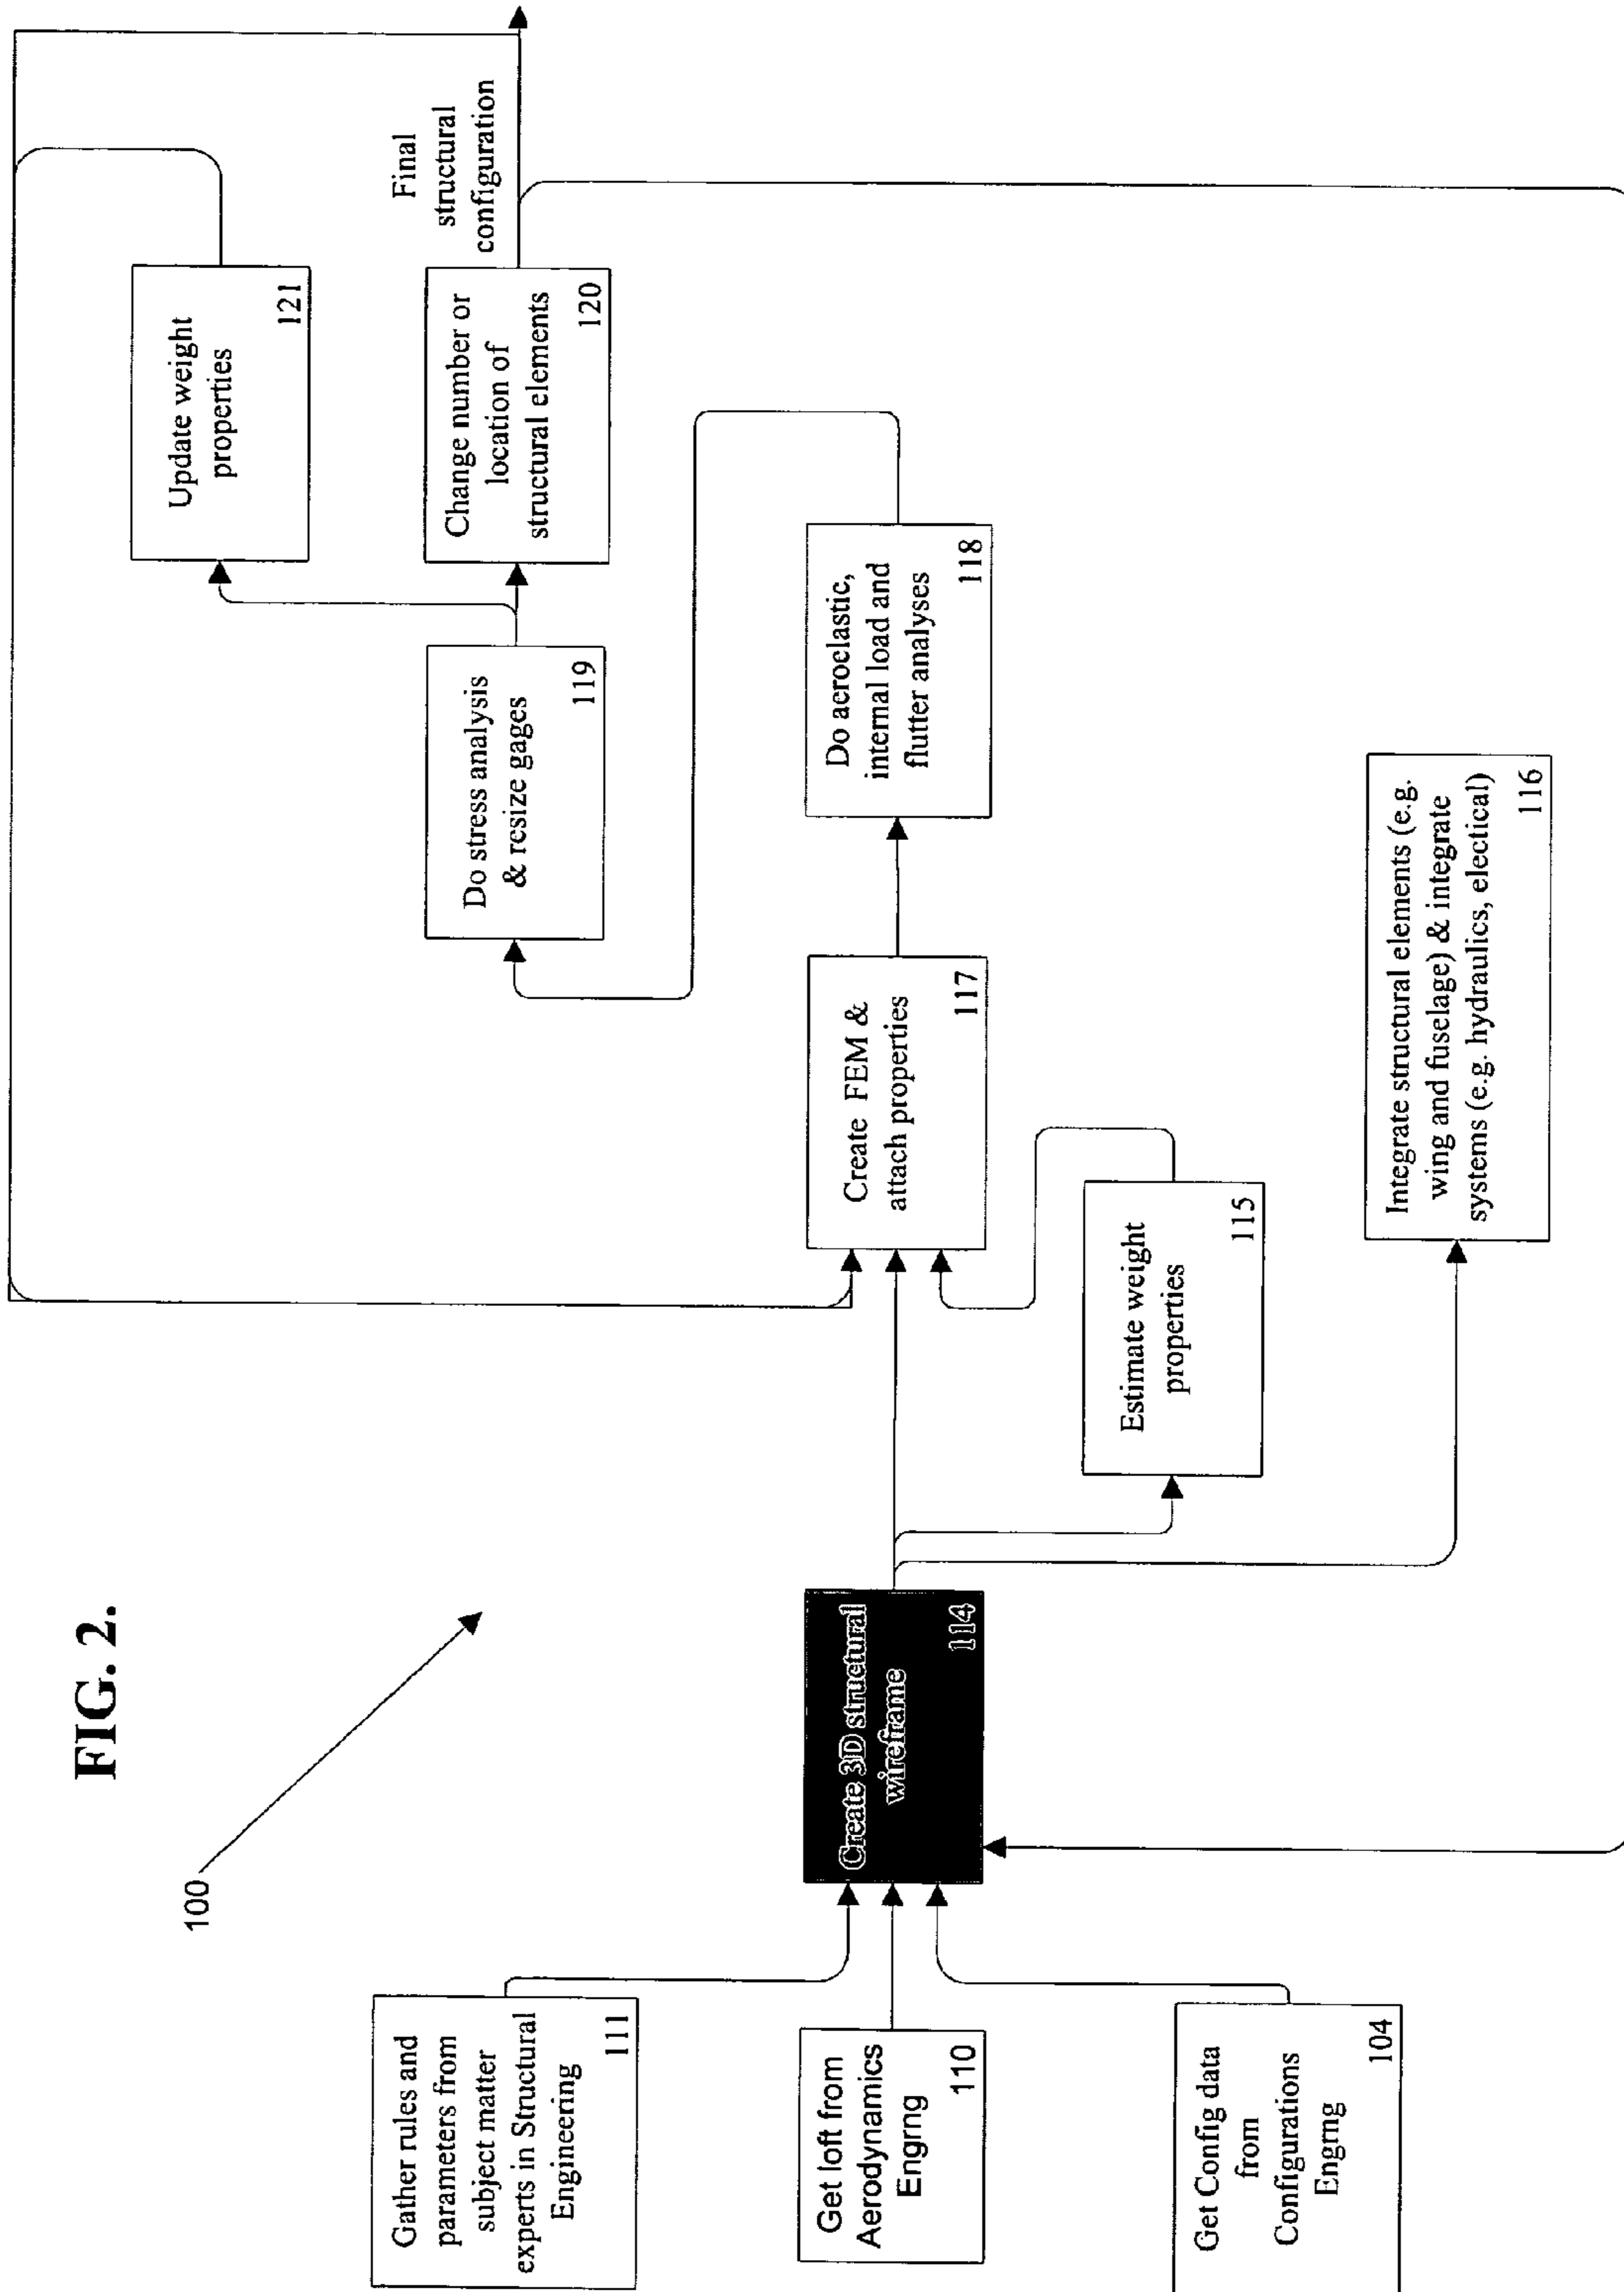 FIG. 2.
100
Gather rules and
parameters from
subject matter
experts in Structural
Engineering
111
Get loft from
Aerodynamics
Engrng
110
Get Config data
from
Configurations
Engrng
104
Create 3D structural
wireframe
114
Estimate weight
properties
115
Integrate structural elements (e.g.
wing and fuselage) & integrate
systems (e.g. hydraulics, electical)
116
Create FEM &
attach properties
117
Do aeroelastic,
internal load and
flutter analyses
118
Do stress analysis
& resize gages
119
Change number or
location of
structural elements
120
Update weight
properties
121
Final
structural
configuration